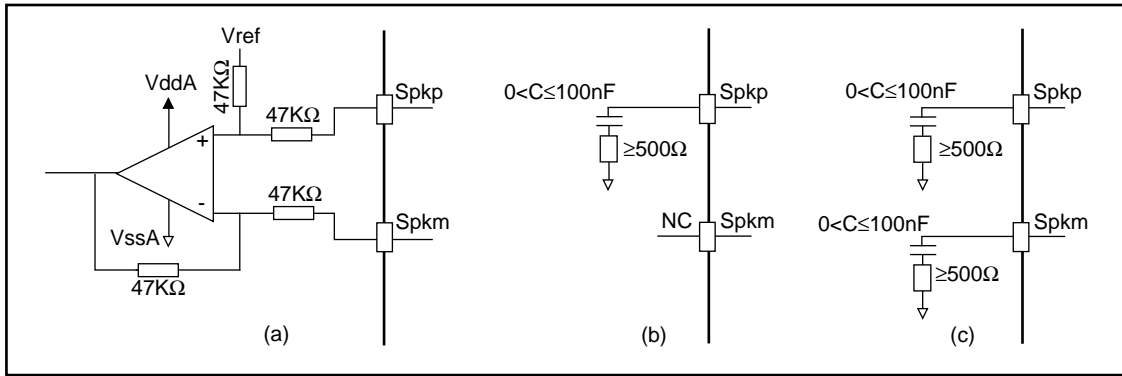 Vref
VddA
47KΩ
47KΩ
Spkp
+
-
47KΩ
Spkm
VssA
47KΩ
(a)
0<C≤100nF
Spkp
≥500Ω
NC
Spkm
(b)
0<C≤100nF
Spkp
≥500Ω
0<C≤100nF
Spkm
≥500Ω
(c)